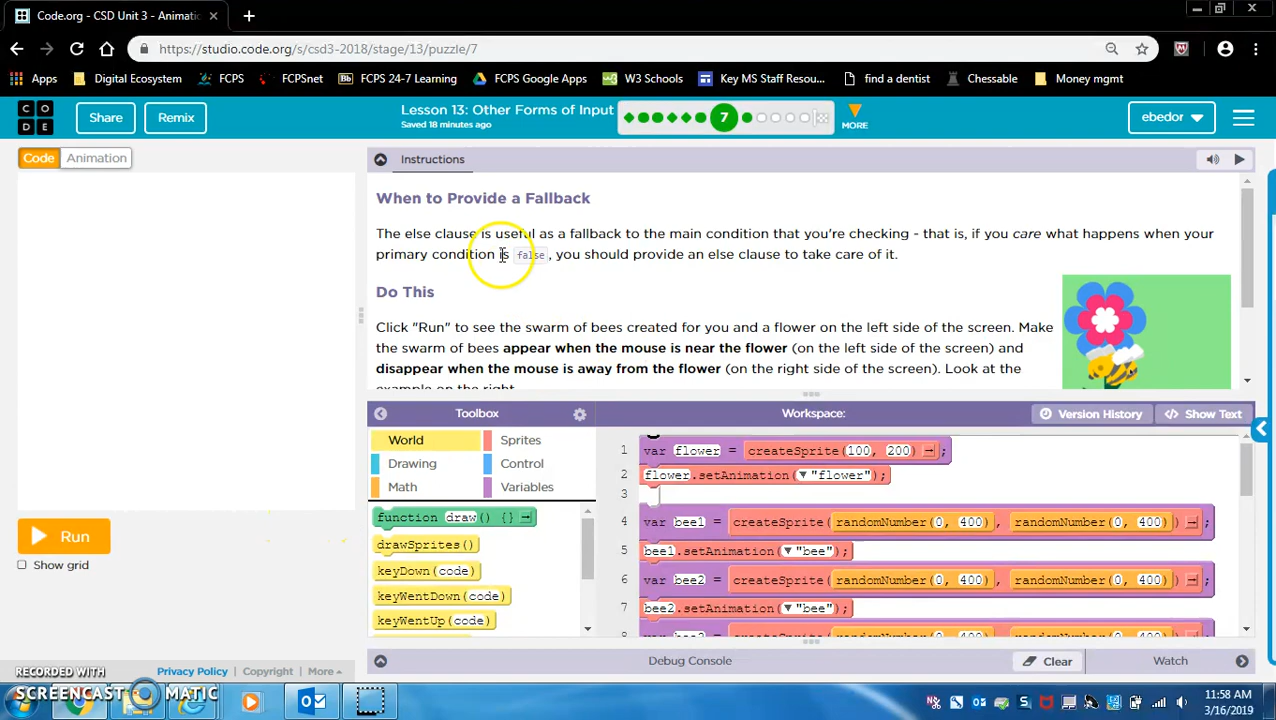 Code.org - CSD Unit 3 - Animatio
https://studio.code.org/s/csd3-2018/stage/13/puzzle/7
Apps Digital Ecosystem FCPS FCPSnet Bb FCPS 24-7 Learning FCPS Google Apps W3 Schools Key MS Staff Resou... find a dentist Chessable Money mgmt
C O D E
Share Remix
Lesson 13: Other Forms of Input
Saved 18 minutes ago
7
MORE
ebedor
Code Animation
Instructions
When to Provide a Fallback
The else clause is useful as a fallback to the main condition that you're checking - that is, if you care what happens when your
primary condition is false, you should provide an else clause to take care of it.
Do This
Click "Run" to see the swarm of bees created for you and a flower on the left side of the screen. Make
the swarm of bees appear when the mouse is near the flower (on the left side of the screen) and
disappear when the mouse is away from the flower (on the right side of the screen). Look at the
example on the right.
Toolbox
Workspace:
Version History
Show Text
World Sprites
Drawing Control
Math Variables
function draw() {}
drawSprites()
keyDown(code)
keyWentDown(code)
keyWentUp(code)
1 var flower = createSprite(100, 200);
2 flower.setAnimation("flower");
3
4 var bee1 = createSprite(randomNumber(0, 400), randomNumber(0, 400));
5 bee1.setAnimation("bee");
6 var bee2 = createSprite(randomNumber(0, 400), randomNumber(0, 400));
7 bee2.setAnimation("bee");
Run
Show grid
Debug Console
Clear
Watch
Privacy Policy | Copyright | More
RECORDED WITH
SCREENCAST MATIC
11:58 AM
3/16/2019